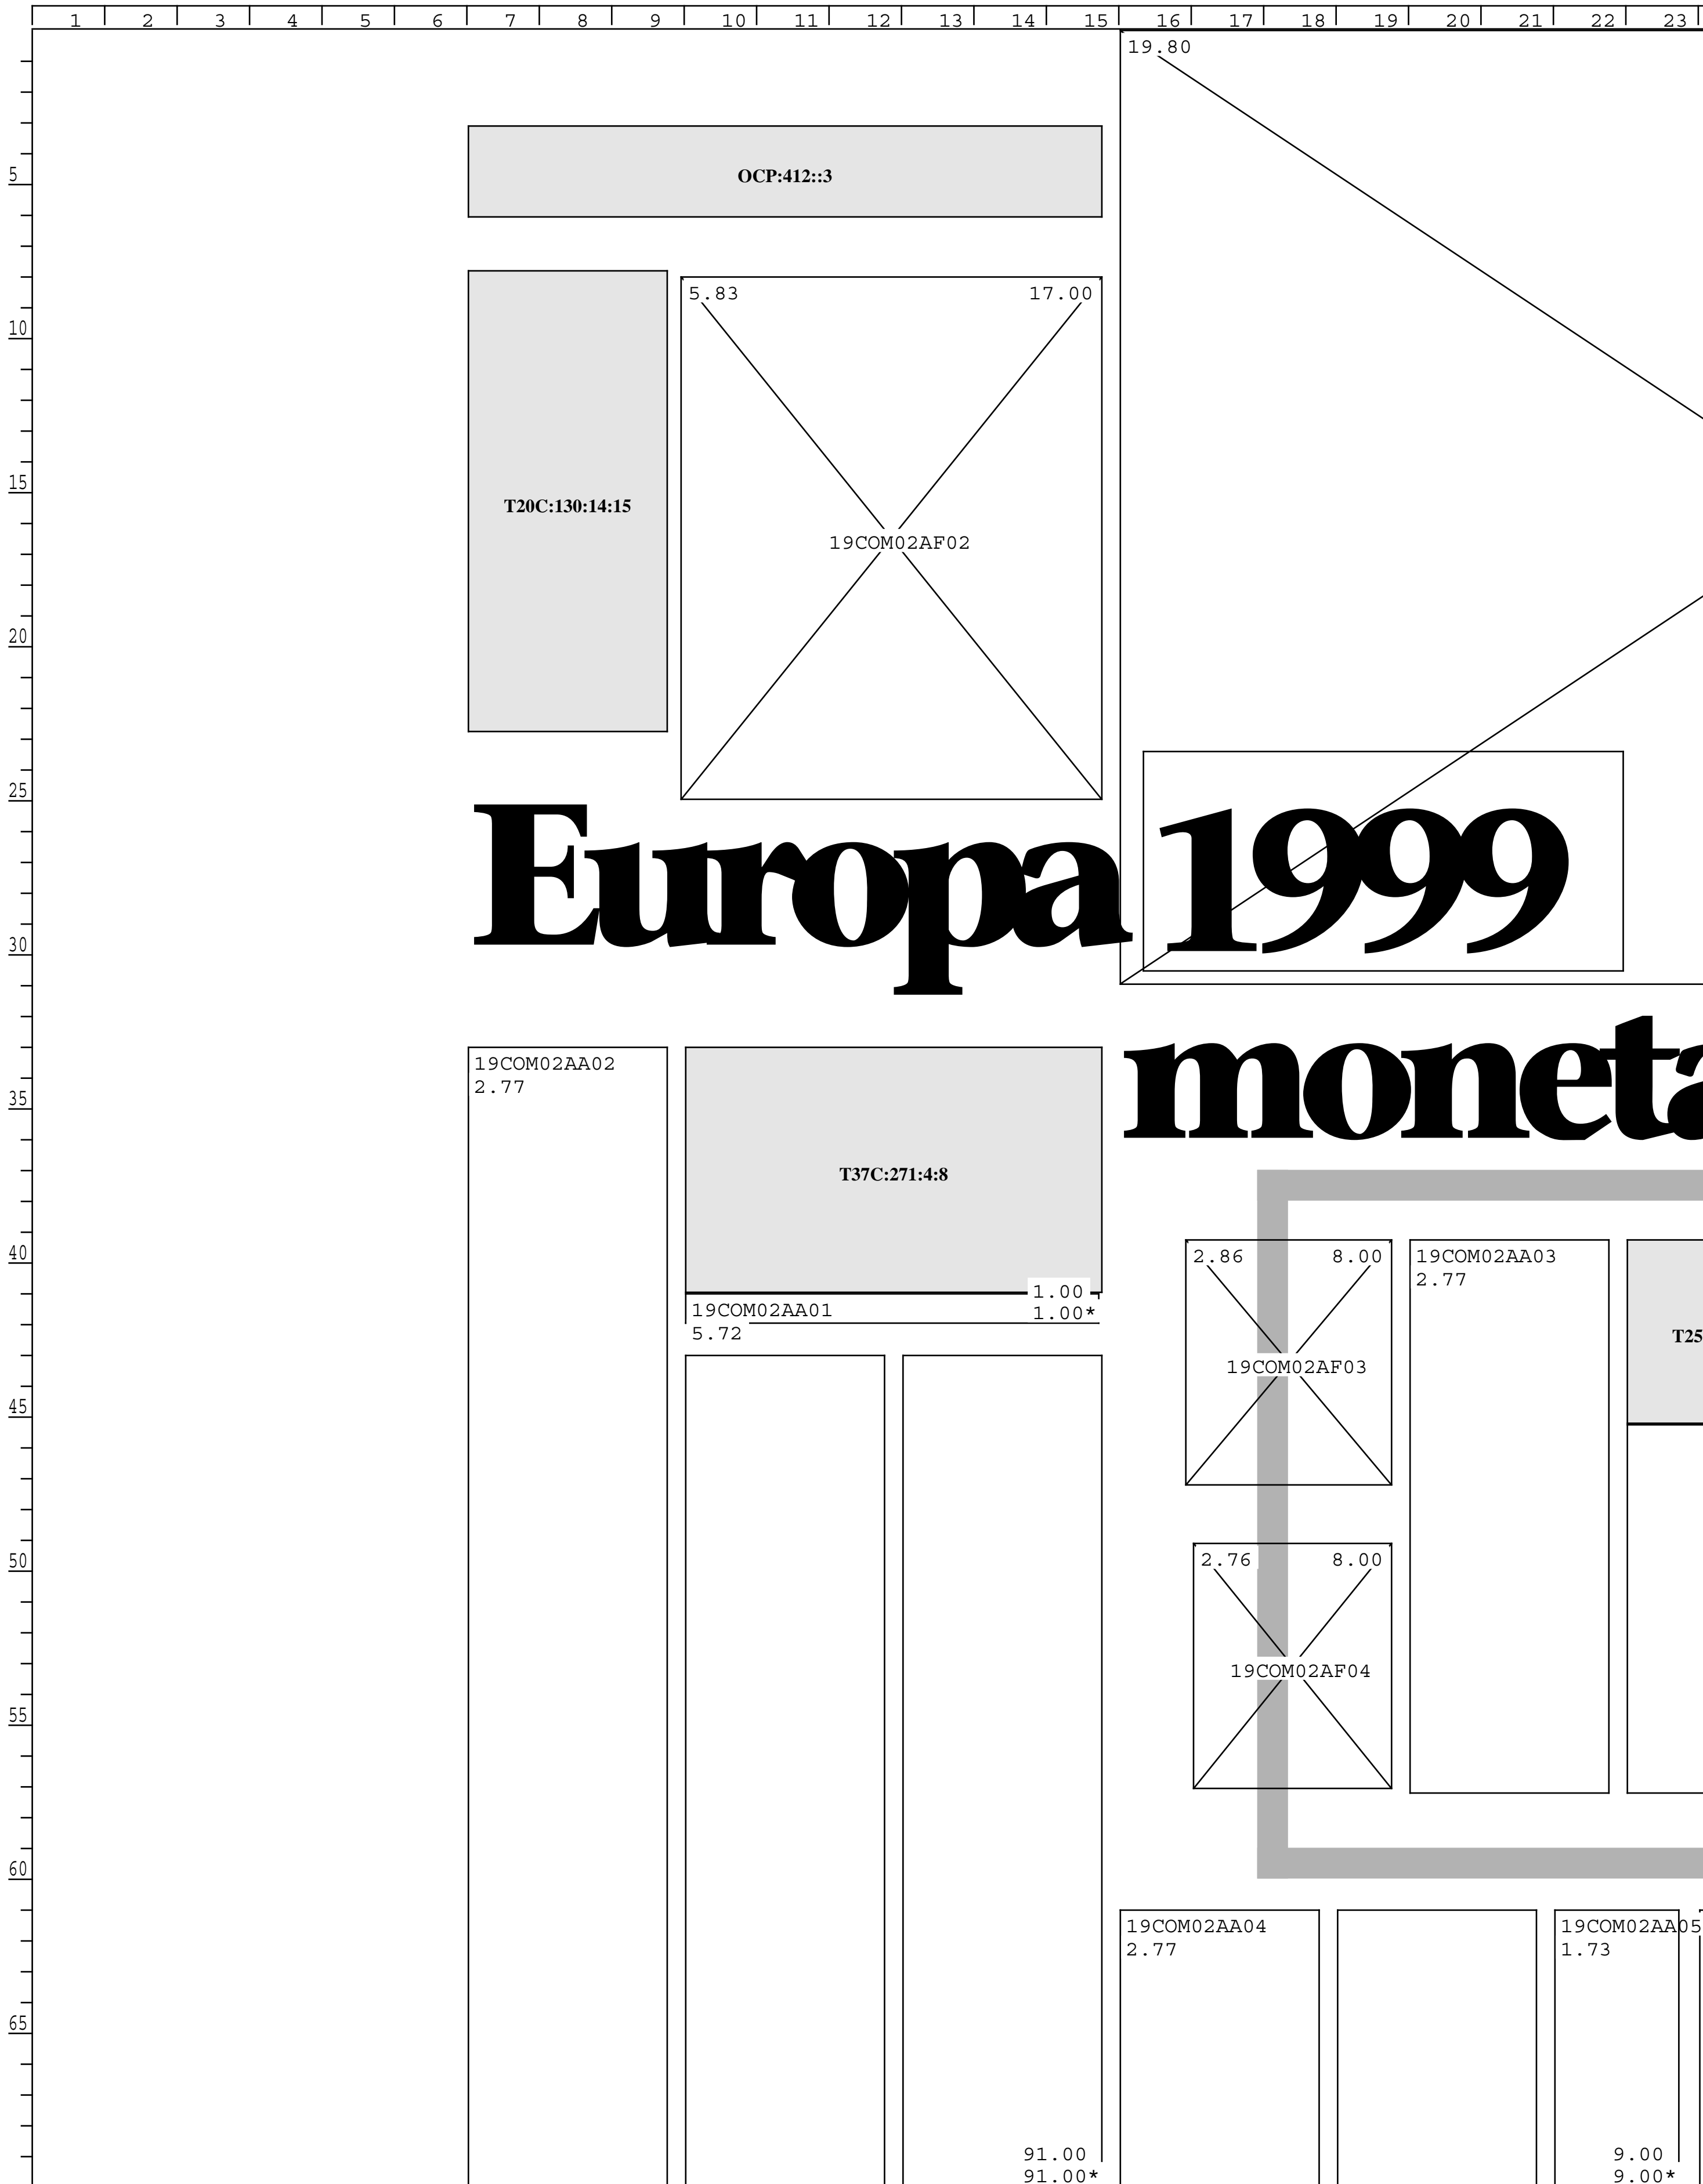 1 2 3 4 5 6 7 8 9 10 11 12 13 14 15 16 17 18 19 20 21 22 23
19.80
OCP:412::3
5
5.83 17.00
10
15
T20C:130:14:15
19COM02AF02
20
25
Europa 1999
30
moneta
19COM02AA02
2.77
35
T37C:271:4:8
40
2.86 8.00
19COM02AA03
2.77
1.00
1.00*
19COM02AA01
5.72
T25
19COM02AF03
45
50
2.76 8.00
19COM02AF04
55
60
19COM02AA04
2.77
19COM02AA05
1.73
65
91.00
91.00*
9.00
9.00*